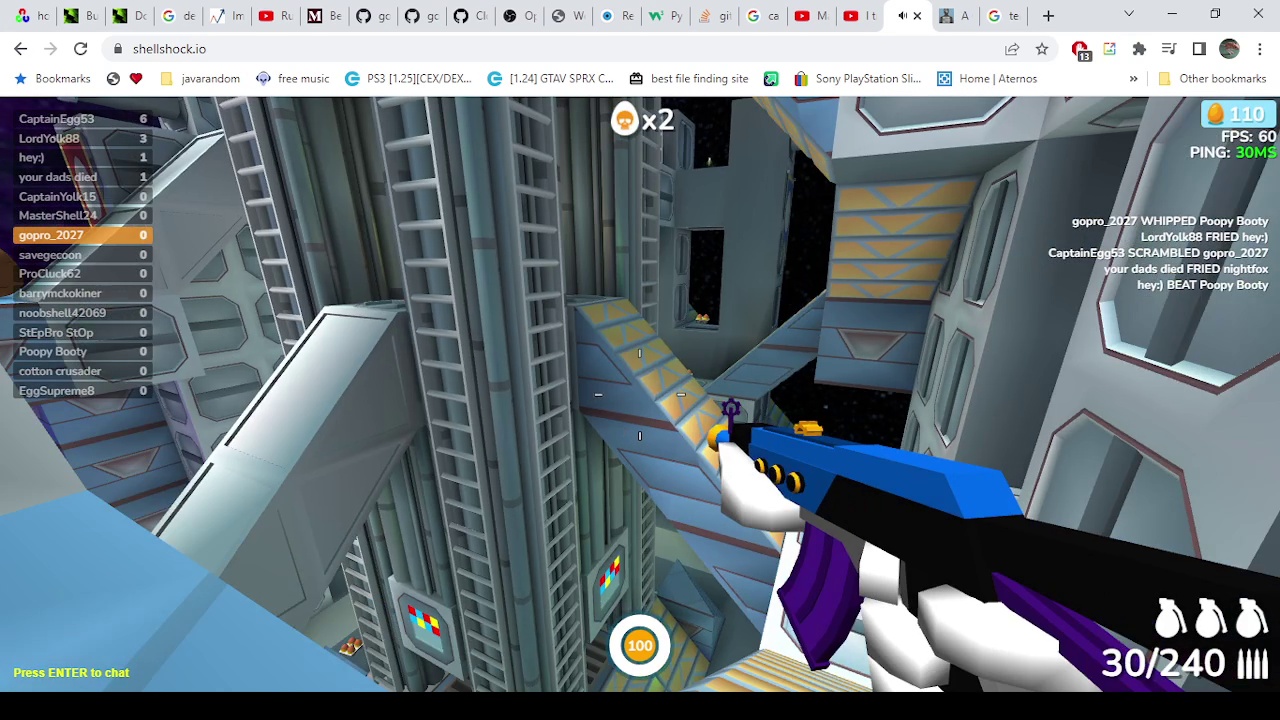 hc
Bu
Dc
de
Im
Ru
Be
gc
gc
Cli
Op
W
Re
Py
git
ca
M
I t
A
te
shellshock.io
13
Bookmarks
javarandom
free music
PS3 [1.25][CEX/DEX...
[1.24] GTAV SPRX C...
best file finding site
Sony PlayStation Sli...
Home | Aternos
»
Other bookmarks
CaptainEgg53 6
LordYolk88 3
hey:) 1
your dads died 1
CaptainYolk15 0
MasterShell24 0
gopro_2027 0
savegecoon 0
ProCluck62 0
barrymckokiner 0
noobshell42069 0
StEpBro StOp 0
Poopy Booty 0
cotton crusader 0
EggSupreme8 0
x2
110
FPS: 60
PING: 30MS
gopro_2027 WHIPPED Poopy Booty
LordYolk88 FRIED hey:)
CaptainEgg53 SCRAMBLED gopro_2027
your dads died FRIED nightfox
hey:) BEAT Poopy Booty
100
30/240
Press ENTER to chat